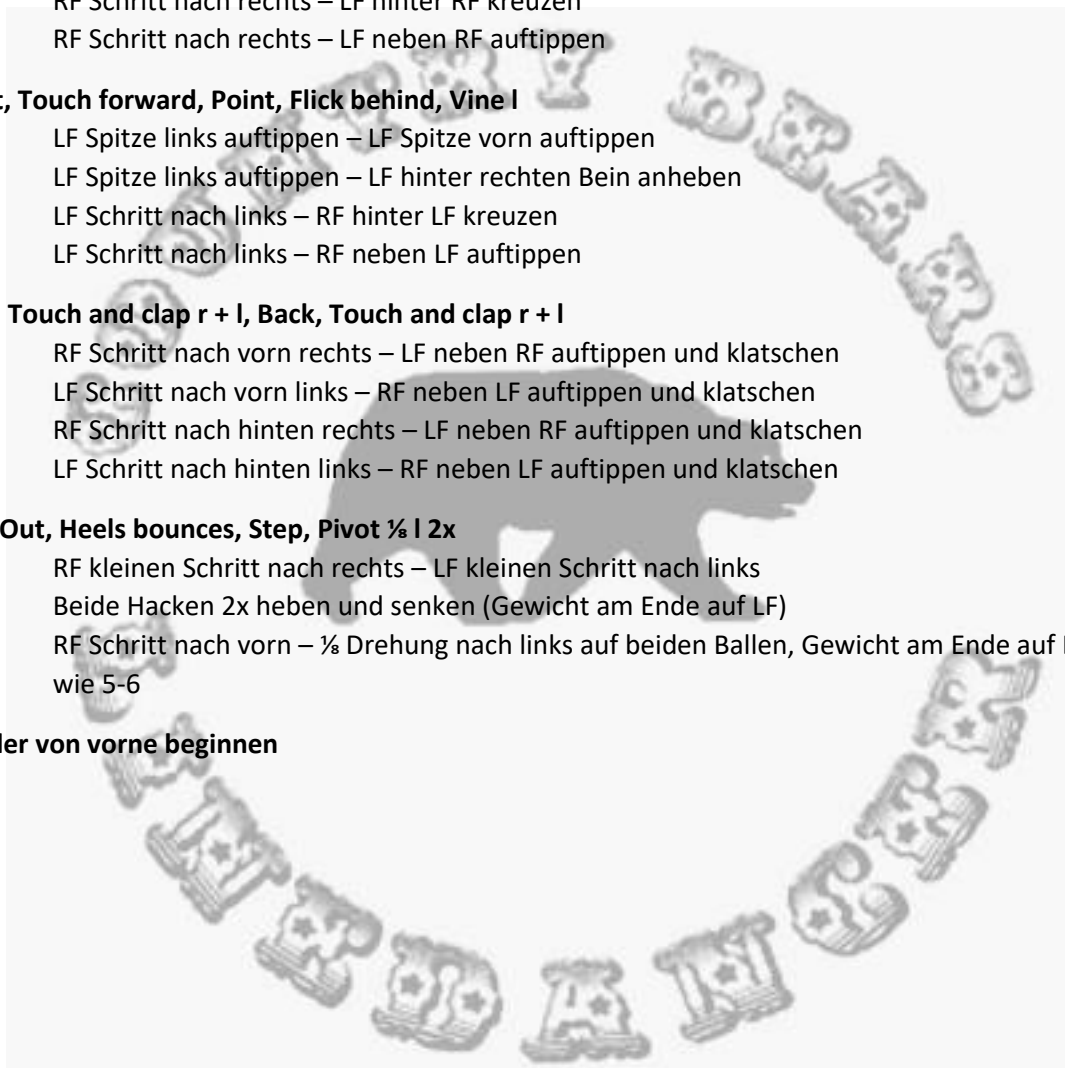 RF Schritt nach rechts – LF hinter RF kreuzen
RF Schritt nach rechts – LF neben RF auftippen
, Touch forward, Point, Flick behind, Vine l
LF Spitze links auftippen – LF Spitze vorn auftippen
LF Spitze links auftippen – LF hinter rechten Bein anheben
LF Schritt nach links – RF hinter LF kreuzen
LF Schritt nach links – RF neben LF auftippen
Touch and clap r + l, Back, Touch and clap r + l
RF Schritt nach vorn rechts – LF neben RF auftippen und klatschen
LF Schritt nach vorn links – RF neben LF auftippen und klatschen
RF Schritt nach hinten rechts – LF neben RF auftippen und klatschen
LF Schritt nach hinten links – RF neben LF auftippen und klatschen
Out, Heels bounces, Step, Pivot ⅛ l 2x
RF kleinen Schritt nach rechts – LF kleinen Schritt nach links
Beide Hacken 2x heben und senken (Gewicht am Ende auf LF)
RF Schritt nach vorn – ⅛ Drehung nach links auf beiden Ballen, Gewicht am Ende auf
wie 5-6
der von vorne beginnen
COUNTRY BEARS
LINEDANCER